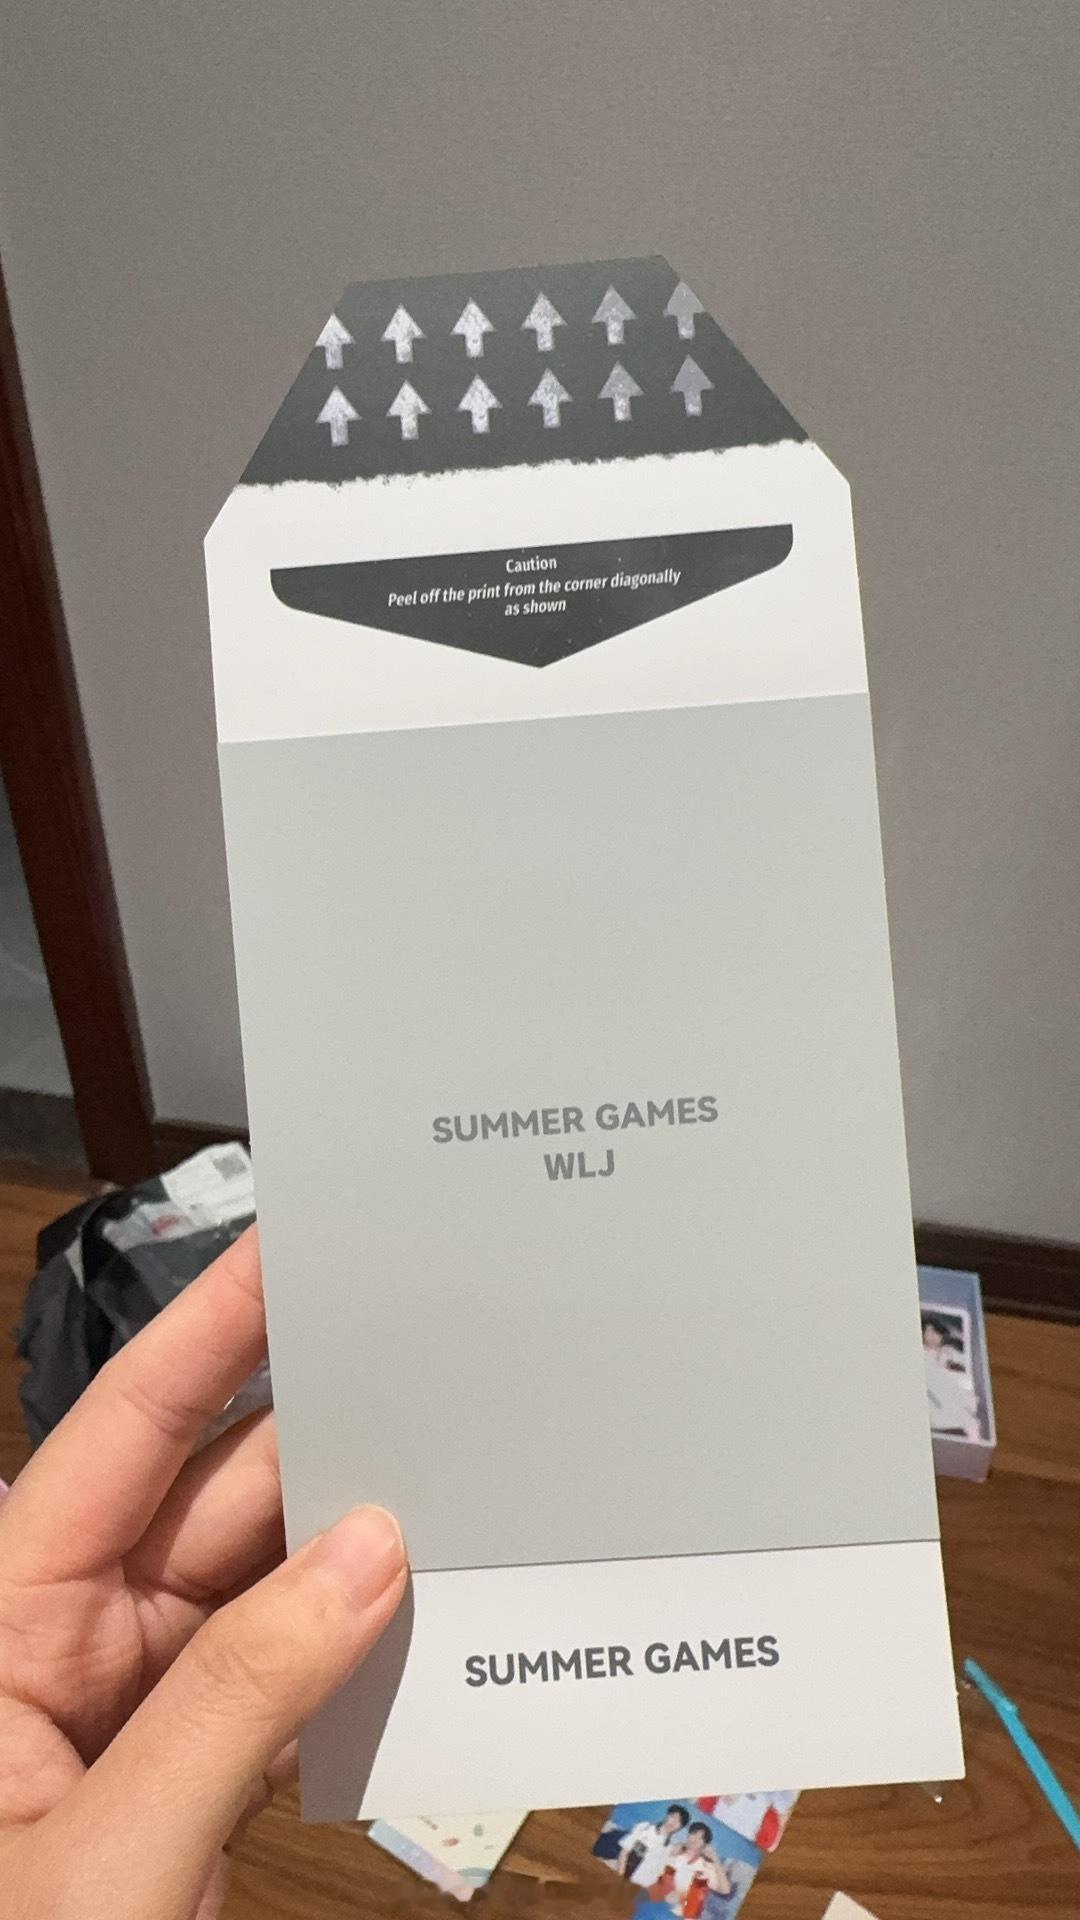 Caution
Peel off the print from the corner diagonally
as shown
SUMMER GAMES
WLJ
SUMMER GAMES